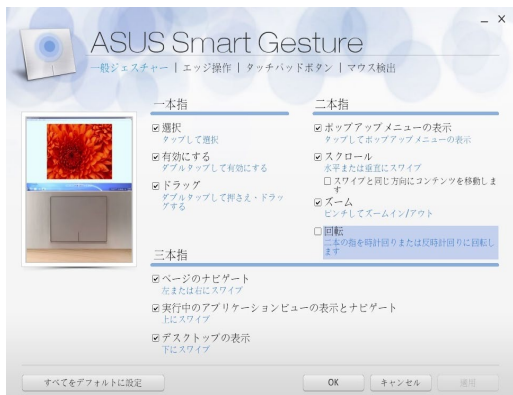 ASUS Smart Gesture
一般ジェスチャー | エッジ操作 | タッチパッドボタン | マウス検出
一本指
選択
タップして選択
有効にする
ダブルタップして有効にする
ドラッグ
ダブルタップして押さえ・ドラッ
グする
二本指
ポップアップメニューの表示
タップしてポップアップメニューの表示
スクロール
水平または垂直にスワイプ
スワイプと同じ方向にコンテンツを移動しま
す
ズーム
ピンチしてズームイン/アウト
回転
二本の指を時計回りまたは反時計回りに回転し
ます
三本指
ページのナビゲート
左または右にスワイプ
実行中のアプリケーションビューの表示とナビゲート
上にスワイプ
デスクトップの表示
下にスワイプ
すべてをデフォルトに設定
OK
キャンセル
適用